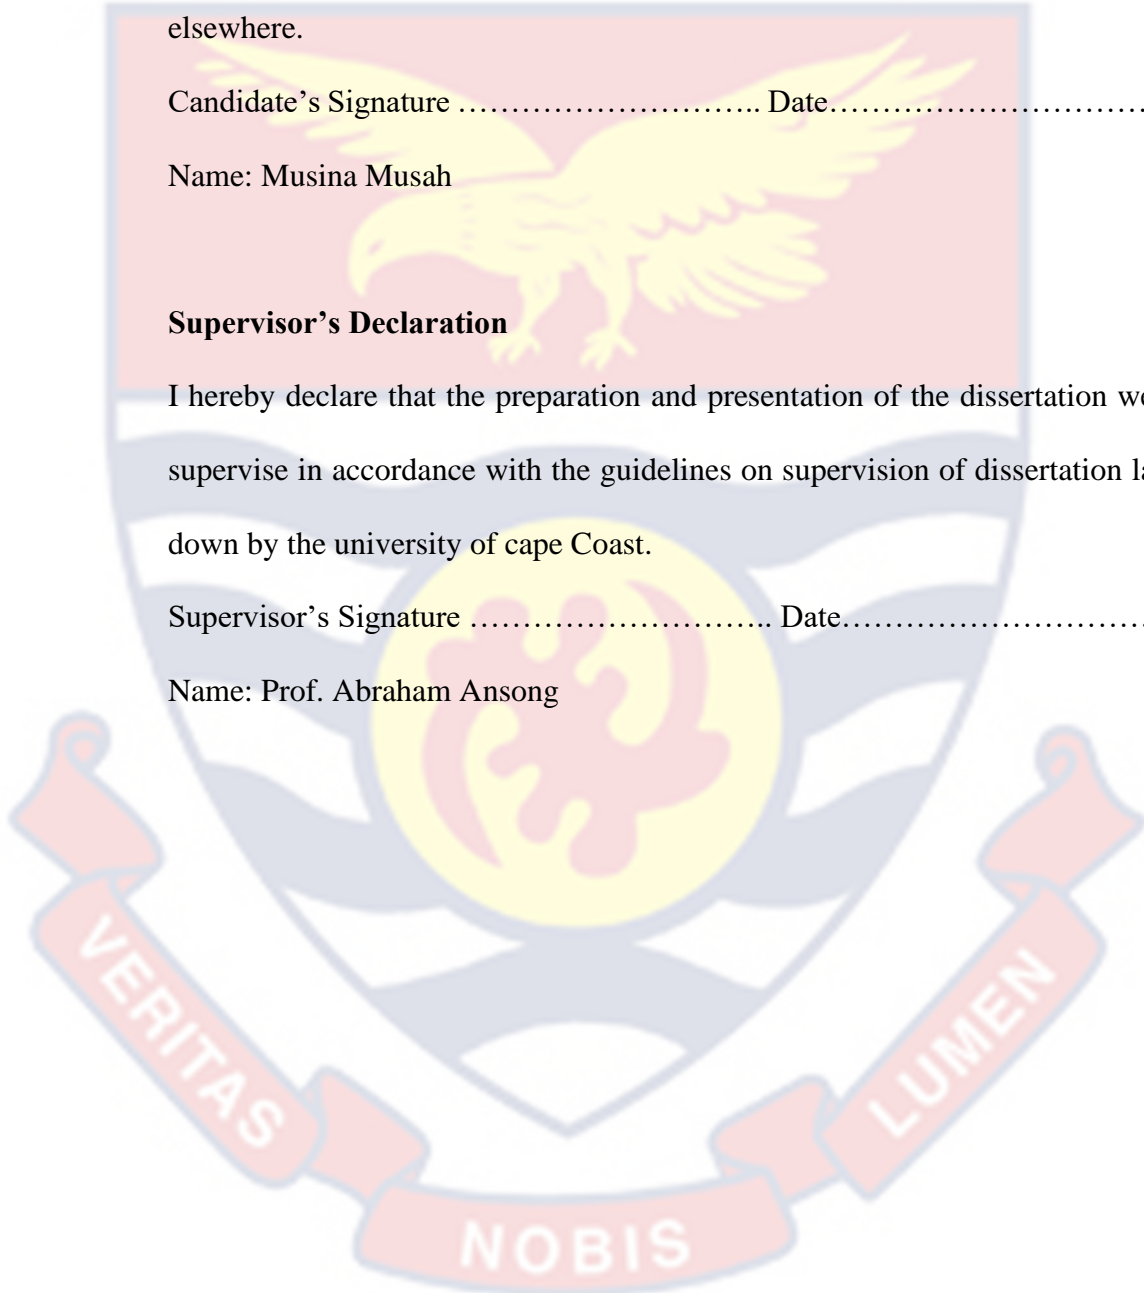 elsewhere.
Candidate’s Signature ……………………….. Date………………………….
Name: Musina Musah
Supervisor’s Declaration
I hereby declare that the preparation and presentation of the dissertation we
supervise in accordance with the guidelines on supervision of dissertation la
down by the university of cape Coast.
Supervisor’s Signature ……………………….. Date………………………….
Name: Prof. Abraham Ansong
VERITAS
NOBIS
LUMEN